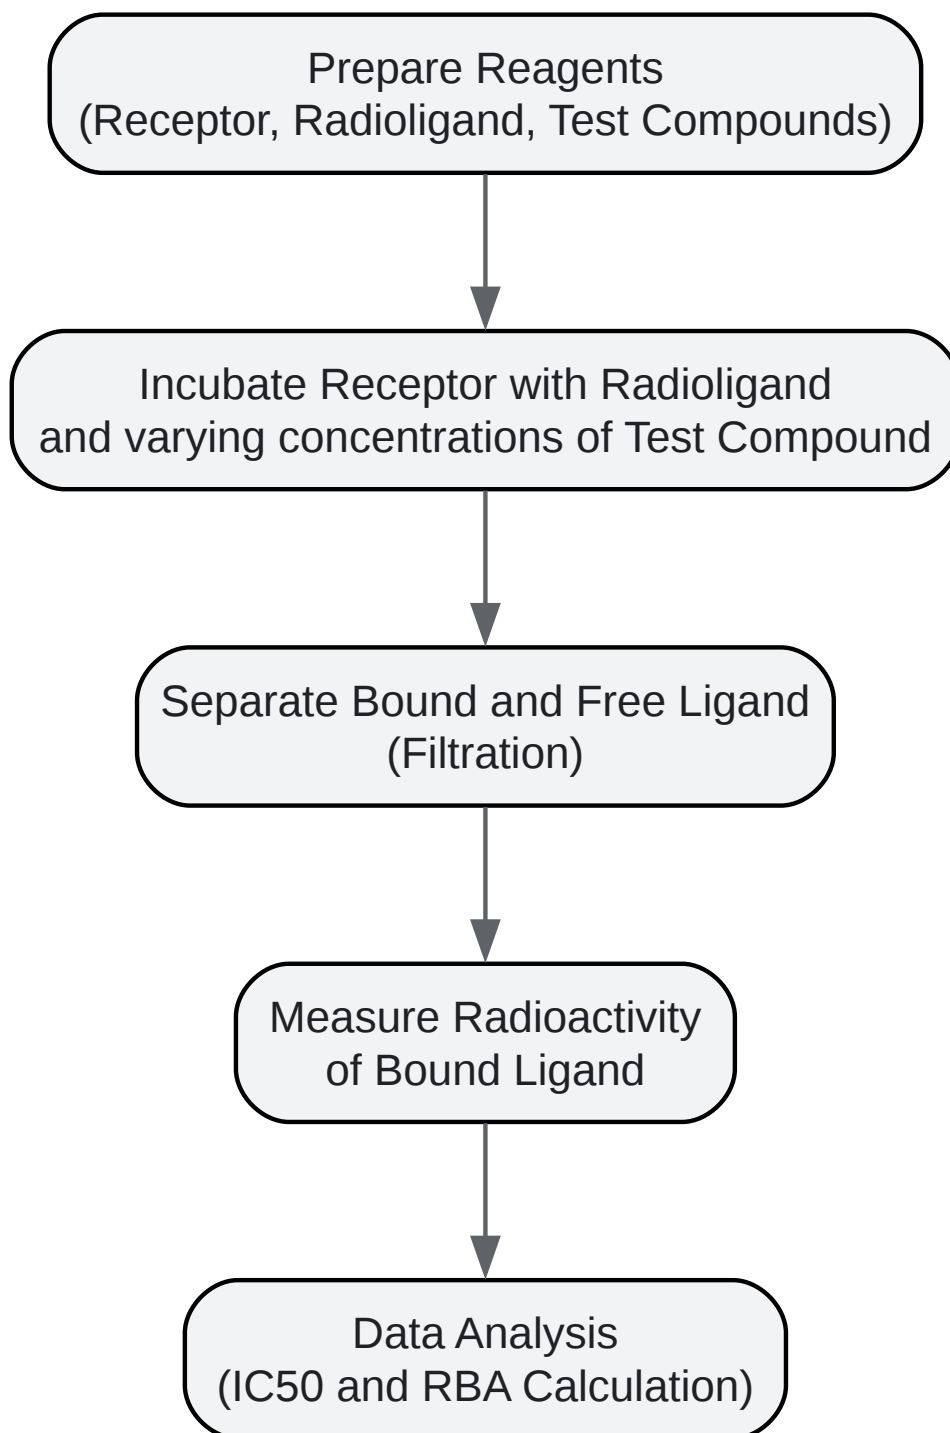 Prepare Reagents
(Receptor, Radioligand, Test Compounds)
Incubate Receptor with Radioligand
and varying concentrations of Test Compound
Separate Bound and Free Ligand
(Filtration)
Measure Radioactivity
of Bound Ligand
Data Analysis
(IC50 and RBA Calculation)